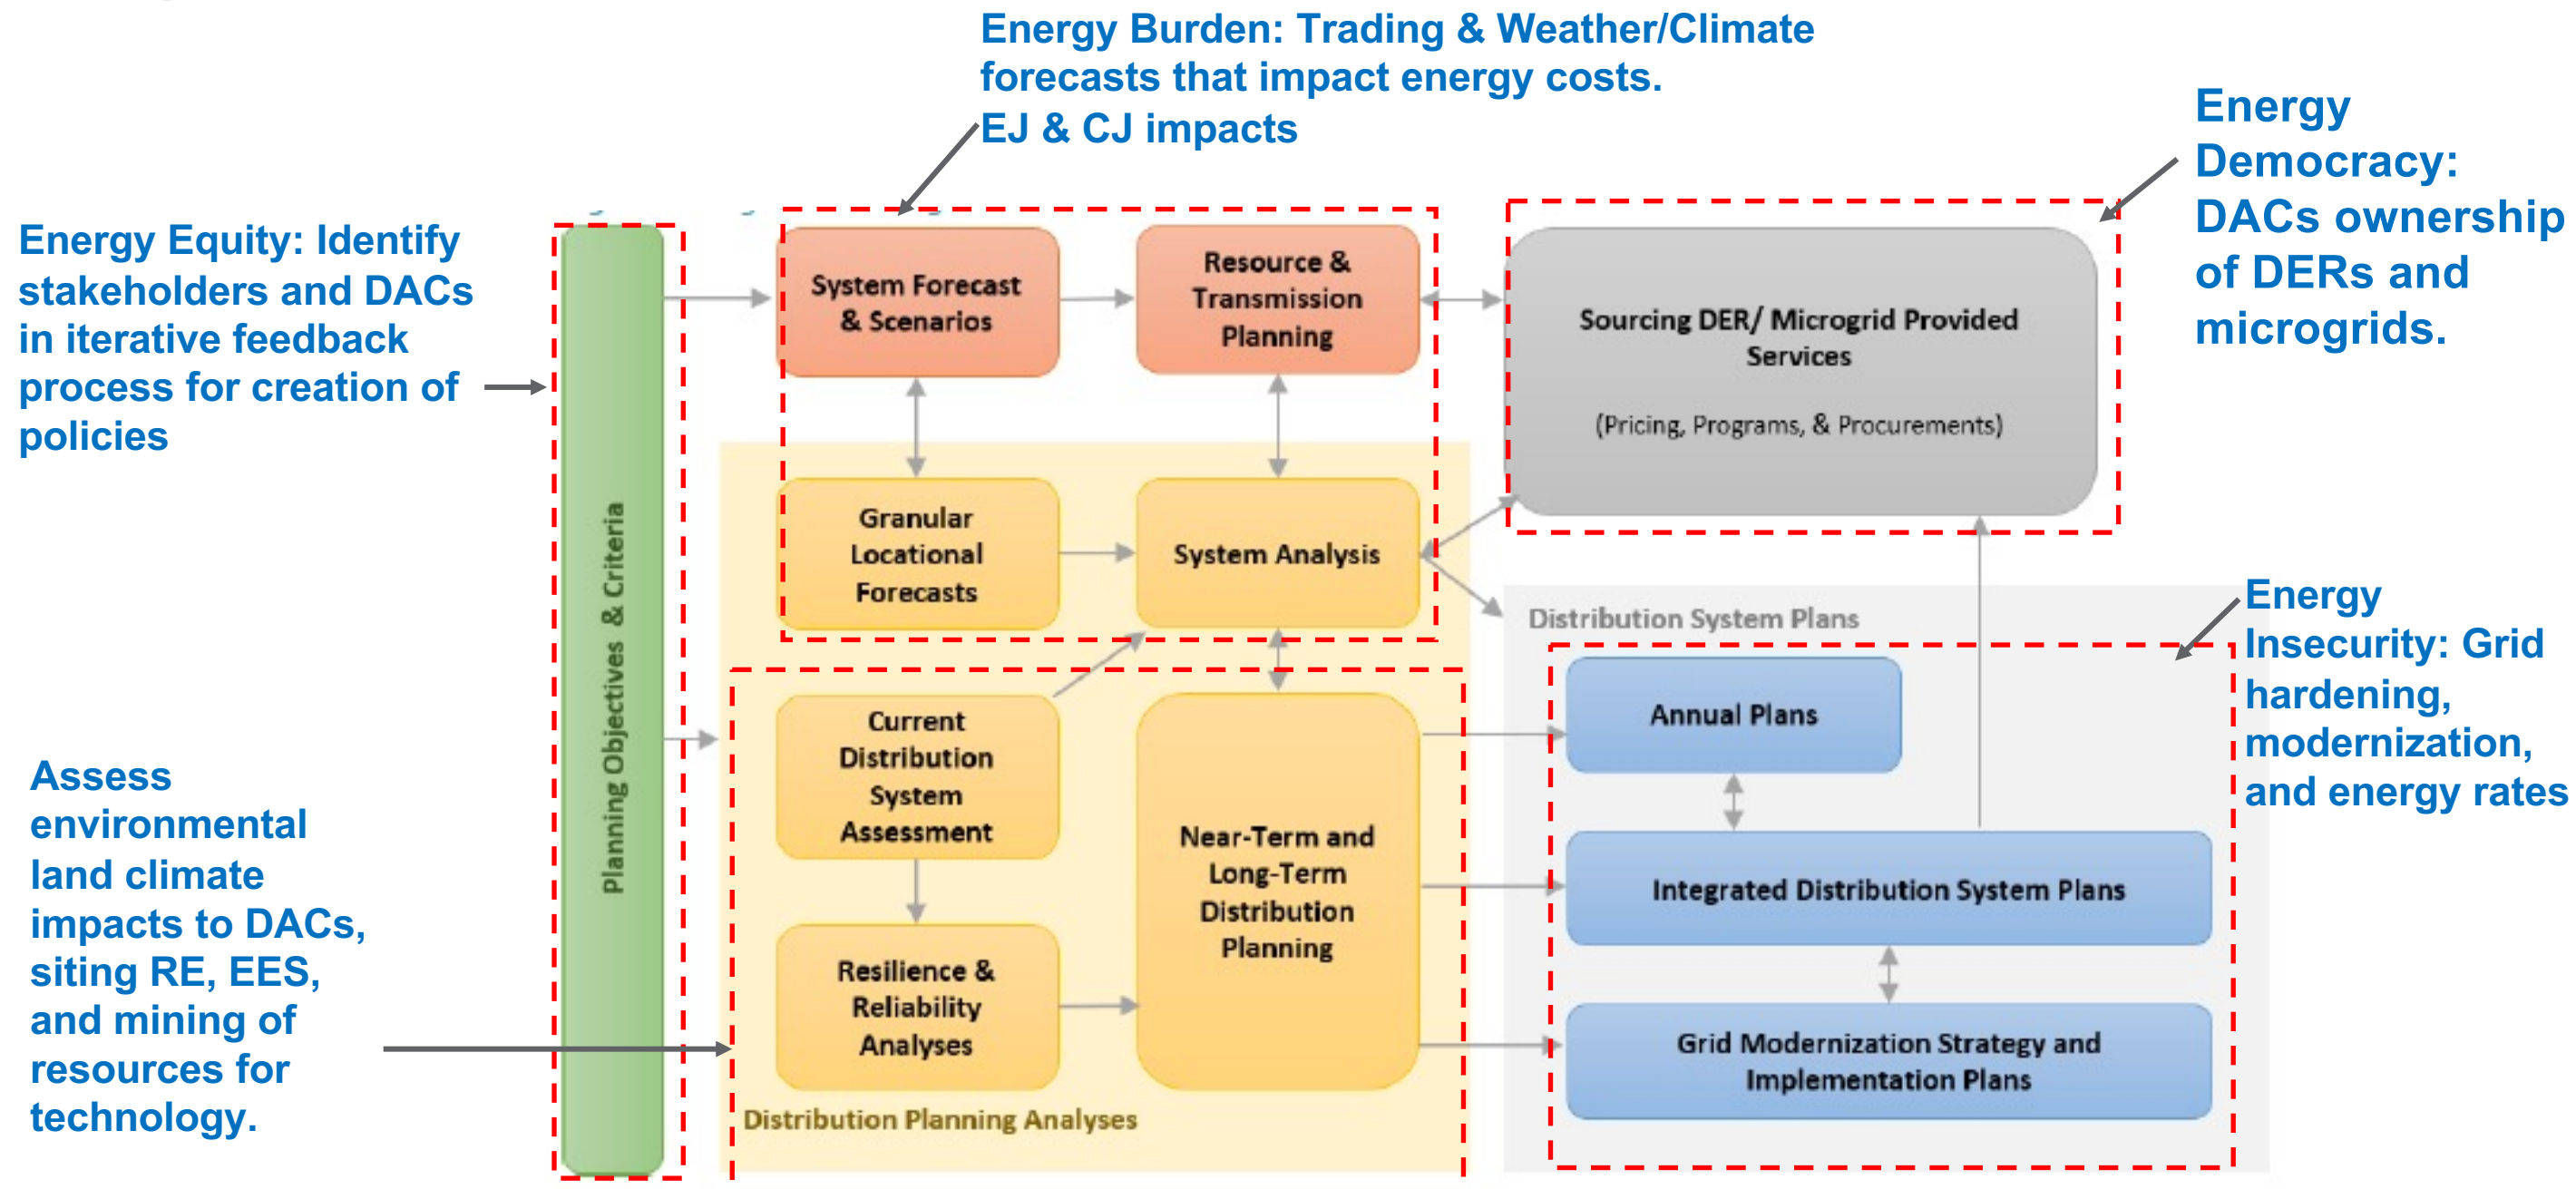 Energy Burden: Trading & Weather/Climate
forecasts that impact energy costs.
EJ & CJ impacts
Energy
Democracy:
DACs ownership
of DERs and
microgrids.
Energy Equity: Identify
stakeholders and DACs
in iterative feedback
process for creation of
policies
System Forecast
& Scenarios
Resource &
Transmission
Planning
Sourcing DER/ Microgrid Provided
Services
(Pricing, Programs, & Procurements)
Planning Objectives & Criteria
Granular
Locational
Forecasts
System Analysis
Distribution System Plans
Energy
Insecurity: Grid
hardening,
modernization,
and energy rates
Assess
environmental
land climate
impacts to DACs,
siting RE, EES,
and mining of
resources for
technology.
Current
Distribution
System
Assessment
Near-Term and
Long-Term
Distribution
Planning
Annual Plans
Integrated Distribution System Plans
Resilience &
Reliability
Analyses
Grid Modernization Strategy and
Implementation Plans
Distribution Planning Analyses